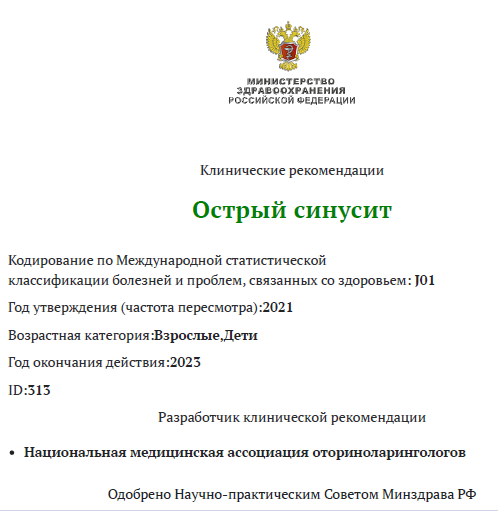 МИНИСТЕРСТВО
ЗДРАВООХРАНЕНИЯ
РОССИЙСКОЙ ФЕДЕРАЦИИ
Клинические рекомендации
Острый синусит
Кодирование по Международной статистической
классификации болезней и проблем, связанных со здоровьем: J01
Год утверждения (частота пересмотра):2021
Возрастная категория:Взрослые,Дети
Год окончания действия:2023
ID:313
Разработчик клинической рекомендации
• Национальная медицинская ассоциация оториноларингологов
Одобрено Научно-практическим Советом Минздрава РФ